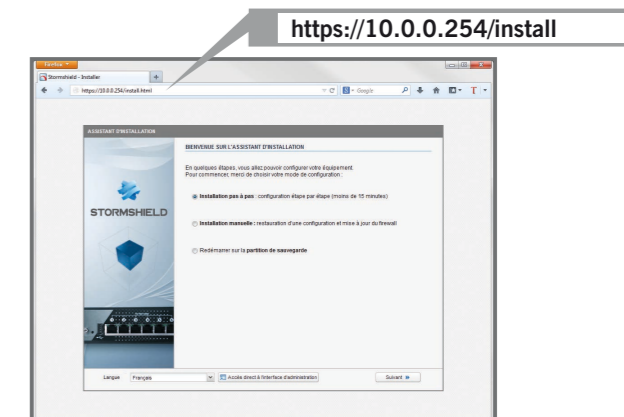 https://10.0.0.254/install
Firefox
Stormshield - Installer
https://10.0.0.254/install.html
Google
ASSISTANT D'INSTALLATION
BIENVENUE SUR L'ASSISTANT D'INSTALLATION
En quelques étapes, vous allez pouvoir configurer votre équipement.
Pour commencer, merci de choisir votre mode de configuration :
Installation pas à pas : configuration étape par étape (moins de 15 minutes)
STORMSHIELD
Installation manuelle : restauration d'une configuration et mise à jour du firewall
Redémarrer sur la partition de sauvegarde
Langue Français Accès direct à l'interface d'administration Suivant